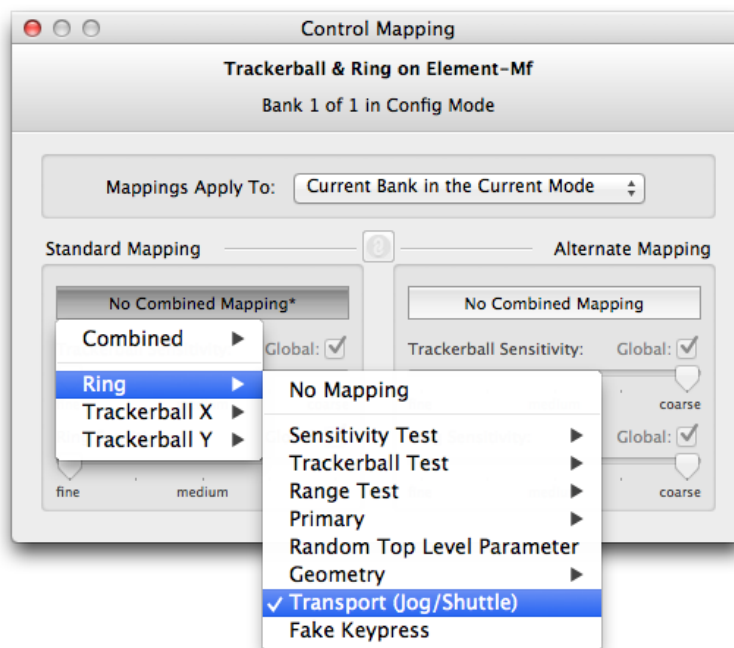 Control Mapping
Trackerball & Ring on Element-Mf
Bank 1 of 1 in Config Mode
Mappings Apply To: Current Bank in the Current Mode
Standard Mapping
Alternate Mapping
No Combined Mapping*
No Combined Mapping
Combined
Global:
Trackerball Sensitivity: Global:
Ring
Trackerball X
Trackerball Y
coarse
Global:
fine medium
coarse
No Mapping
Sensitivity Test
Trackerball Test
Range Test
Primary
Random Top Level Parameter
Geometry
✓ Transport (Jog/Shuttle)
Fake Keypress